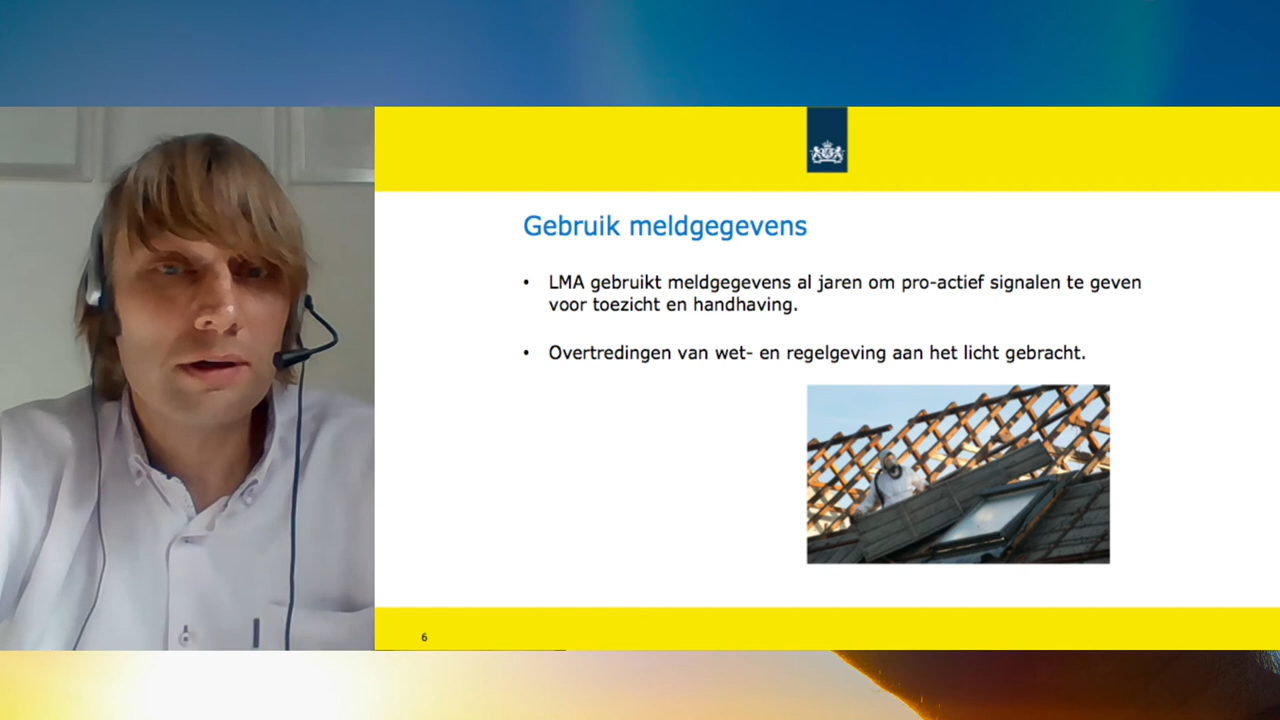 Gebruik meldgegevens
• LMA gebruikt meldgegevens al jaren om pro-actief signalen te geven
voor toezicht en handhaving.
• Overtredingen van wet- en regelgeving aan het licht gebracht.
6